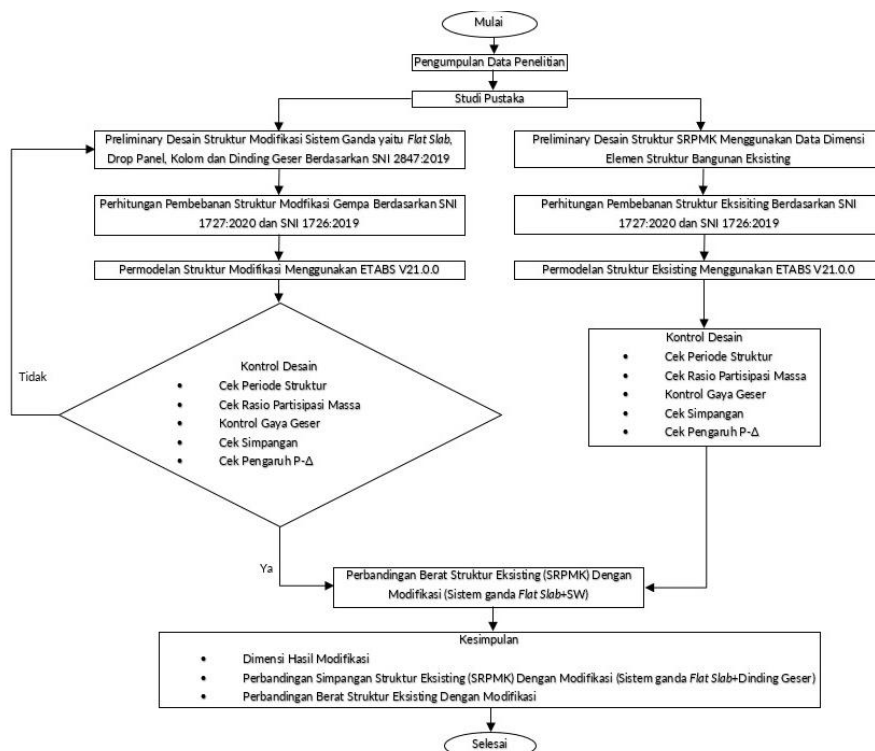 Mulai
Pengumpulan Data Penelitian
Studi Pustaka
Preliminary Desain Struktur Modifikasi Sistem Ganda yaitu Flat Slab,
Drop Panel, Kolom dan Dinding Geser Berdasarkan SNI 2847:2019
Perhitungan Pembebanan Struktur Modfikasi Gempa Berdasarkan SNI
1727:2020 dan SNI 1726:2019
Permodelan Struktur Modifikasi Menggunakan ETABS V21.0.0
Kontrol Desain
• Cek Periode Struktur
• Cek Rasio Partisipasi Massa
• Kontrol Gaya Geser
• Cek Simpangan
• Cek Pengaruh P-Δ
Tidak
Ya
Preliminary Desain Struktur SRPMK Menggunakan Data Dimensi
Elemen Struktur Bangunan Eksisting
Perhitungan Pembebanan Struktur Eksisiting Berdasarkan SNI
1727:2020 dan SNI 1726:2019
Permodelan Struktur Eksisting Menggunakan ETABS V21.0.0
Kontrol Desain
• Cek Periode Struktur
• Cek Rasio Partisipasi Massa
• Kontrol Gaya Geser
• Cek Simpangan
• Cek Pengaruh P-Δ
Perbandingan Berat Struktur Eksisting (SRPMK) Dengan
Modifikasi (Sistem ganda Flat Slab+SW)
Kesimpulan
• Dimensi Hasil Modifikasi
• Perbandingan Simpangan Struktur Eksisting (SRPMK) Dengan Modifikasi (Sistem ganda Flat Slab+Dinding Geser)
• Perbandingan Berat Struktur Eksisting Dengan Modifikasi
Selesai